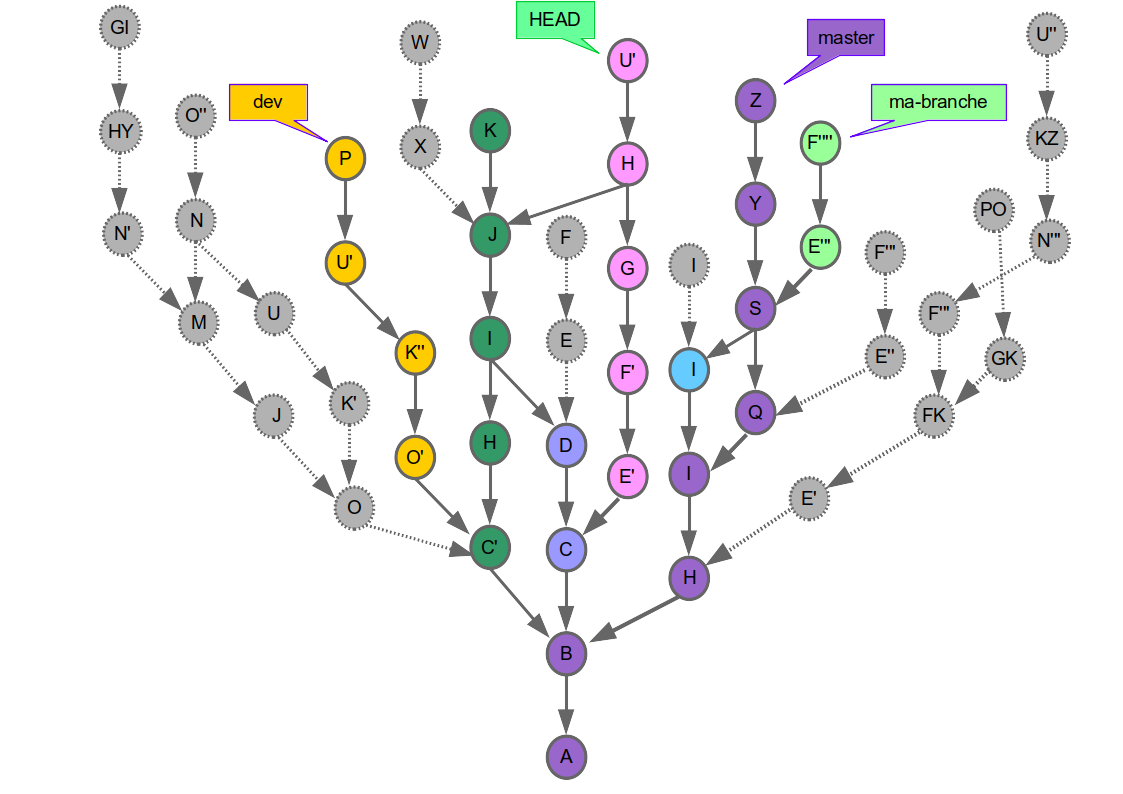 GI
HEAD
W
U''
master
U'
Z
dev
ma-branche
O''
HY
K
F''''
KZ
X
P
H
Y
PO
N
N'
J
F
E'''
N'''
F'''
U'
G
I
S
M
U
F'''
I
E
K''
E''
GK
F'
I
K'
J
Q
FK
H
D
O'
I
E'
E'
O
C'
C
H
B
A